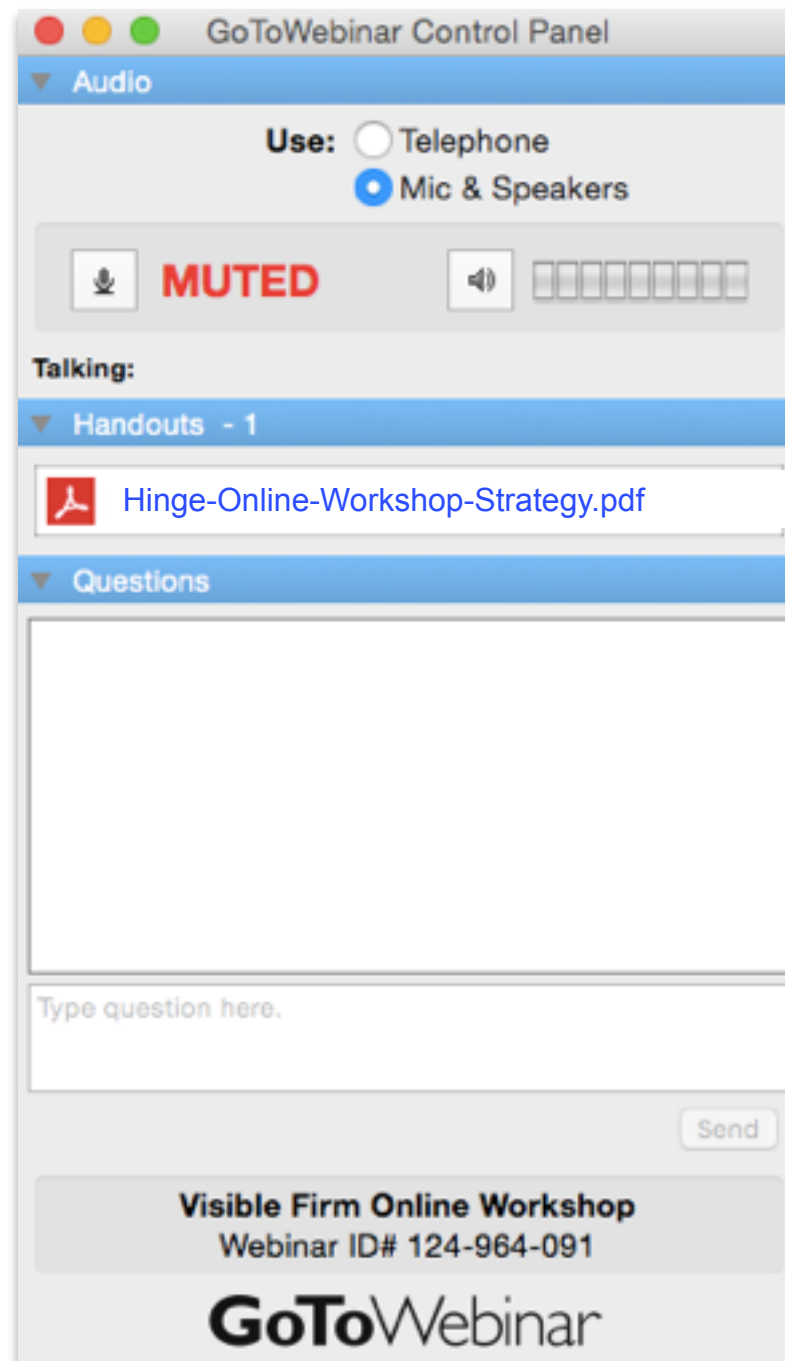 GoToWebinar Control Panel
Audio
Use: Telephone
Mic & Speakers
MUTED
Talking:
Handouts - 1
Hinge-Online-Workshop-Strategy.pdf
Questions
Type question here.
Send
Visible Firm Online Workshop
Webinar ID# 124-964-091
GoToWebinar